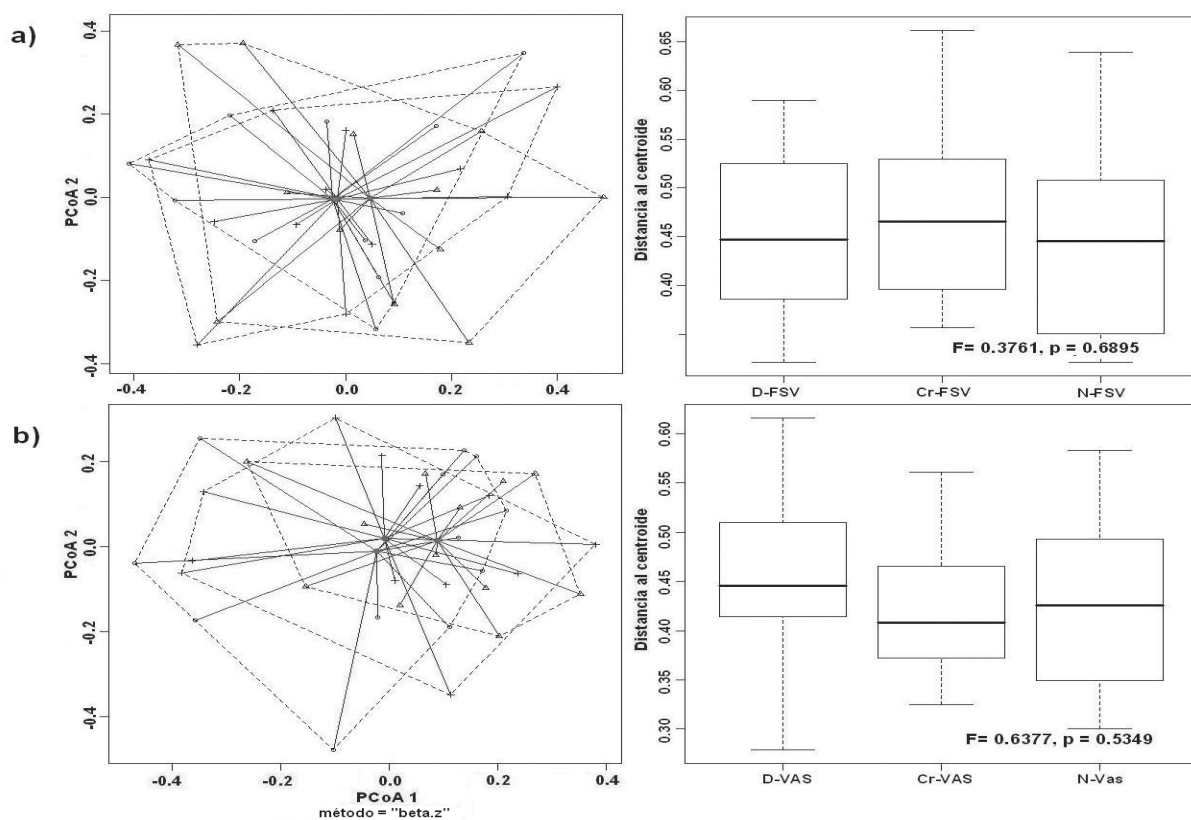 a)
PCoA 2
0.4
0.2
0.0
-0.2
-0.4
-0.4 -0.2 0.0 0.2 0.4
Distancia al centroide
0.65
0.60
0.55
0.50
0.45
0.40
F= 0.3761, p = 0.6895
D-FSV Cr-FSV N-FSV
b)
PCoA 2
0.2
0.0
-0.2
-0.4
-0.6 -0.4 -0.2 0.0 0.2 0.4
PCoA 1
método = "beta.z"
Distancia al centroide
0.60
0.55
0.50
0.45
0.40
0.35
0.30
F= 0.6377, p = 0.5349
D-VAS Cr-VAS N-Vas